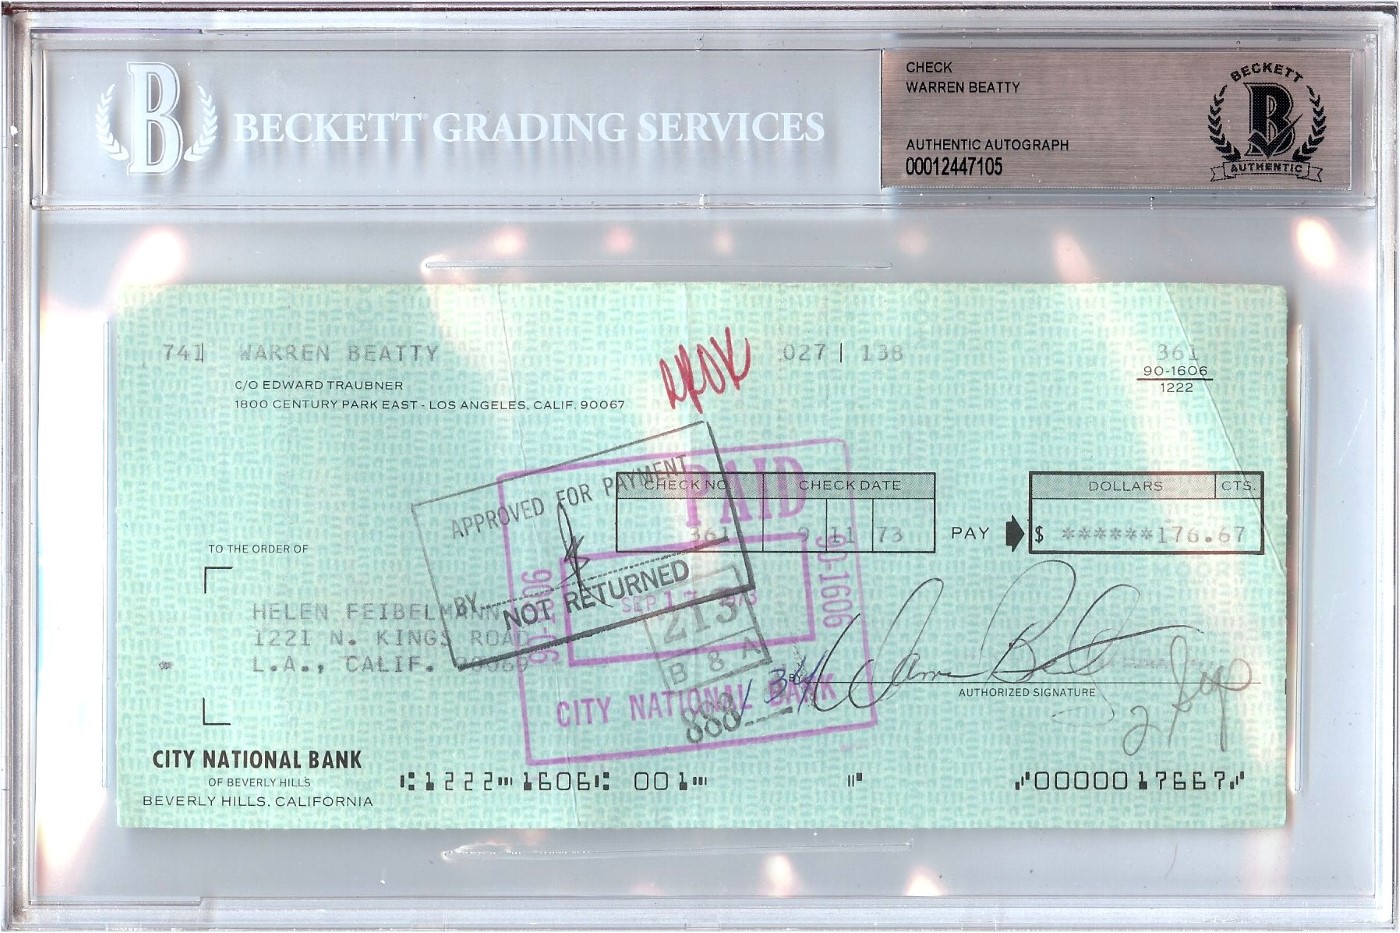 BECKETT GRADING SERVICES
CHECK
WARREN BEATTY
AUTHENTIC AUTOGRAPH
00012447105
BECKETT
B
AUTHENTIC
741 WARREN BEATTY 027 138 361
C/O EDWARD TRAUBNER
1800 CENTURY PARK EAST - LOS ANGELES, CALIF. 90067
90-1606
1222
CHECK NO. CHECK DATE
361 9 11 73
PAY
DOLLARS CTS.
$ ******176.67
APPROVED FOR PAYMENT
BY
NOT RETURNED
PAID
90-1606
SEP 17
213
B 8 A
CITY NATIONAL BANK
TO THE ORDER OF
HELEN FEIBELMANN
1221 N. KINGS ROAD
L.A., CALIF.
Warren Beatty
AUTHORIZED SIGNATURE
CITY NATIONAL BANK
OF BEVERLY HILLS
BEVERLY HILLS, CALIFORNIA
⑆1222⑉1606⑆ 001⑈ ⑈ ⑇0000017667⑇